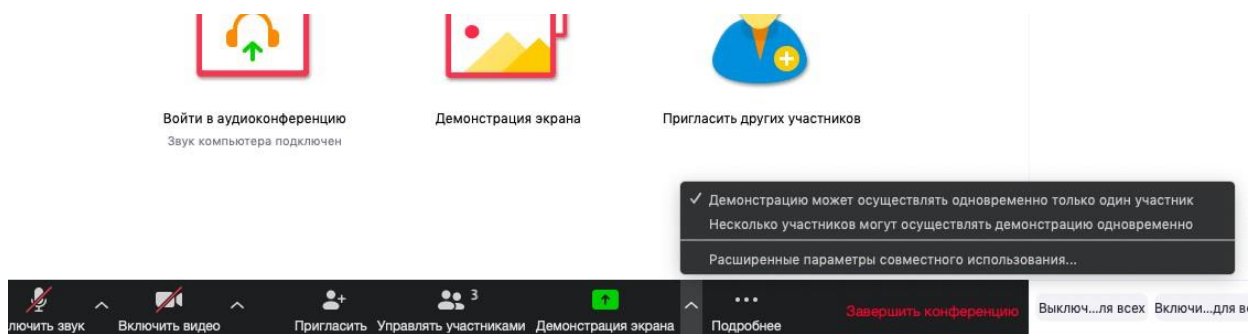 Войти в аудиоконференцию
Звук компьютера подключен
Демонстрация экрана
Пригласить других участников
✓ Демонстрацию может осуществлять одновременно только один участник
Несколько участников могут осуществлять демонстрацию одновременно
Расширенные параметры совместного использования...
лючить звук
Включить видео
Пригласить
3
Управлять участниками
Демонстрация экрана
Подробнее
Завершить конференцию
Выключ...ля всех
Включи...для в